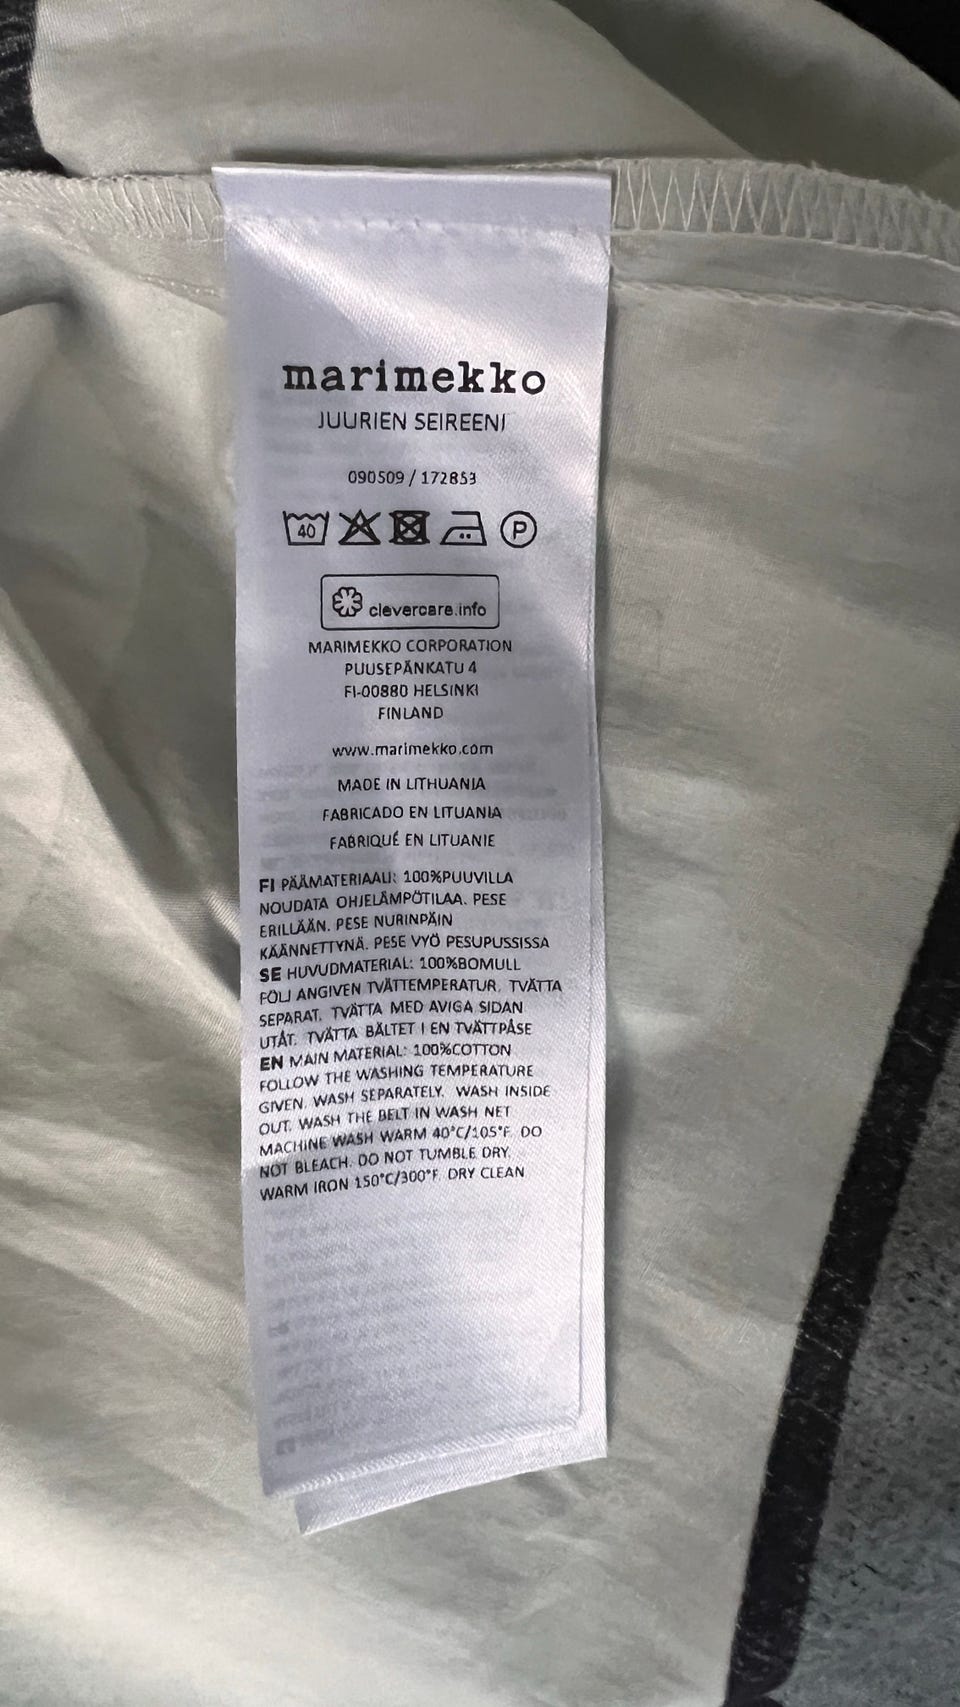 marimekko
JUURIEN SEIREENI
090509 / 172853
40 P
clevercare.info
MARIMEKKO CORPORATION
PUUSEPÄNKATU 4
FI-00880 HELSINKI
FINLAND
www.marimekko.com
MADE IN LITHUANIA
FABRICADO EN LITUANIA
FABRIQUÉ EN LITUANIE
FI PÄÄMATERIAALI: 100%PUUVILLA
NOUDATA OHJELÄMPÖTILAA. PESE
ERILLÄÄN. PESE NURINPÄIN
KÄÄNNETTYNÄ. PESE VYÖ PESUPUSSISSA
SE HUVUDMATERIAL: 100%BOMULL
FÖLJ ANGIVEN TVÄTTEMPERATUR. TVÄTTA
SEPARAT. TVÄTTA MED AVIGA SIDAN
UTÅT. TVÄTTA BÄLTET I EN TVÄTTPÅSE
EN MAIN MATERIAL: 100%COTTON
FOLLOW THE WASHING TEMPERATURE
GIVEN. WASH SEPARATELY. WASH INSIDE
OUT. WASH THE BELT IN WASH NET
MACHINE WASH WARM 40°C/105°F. DO
NOT BLEACH. DO NOT TUMBLE DRY.
WARM IRON 150°C/300°F. DRY CLEAN